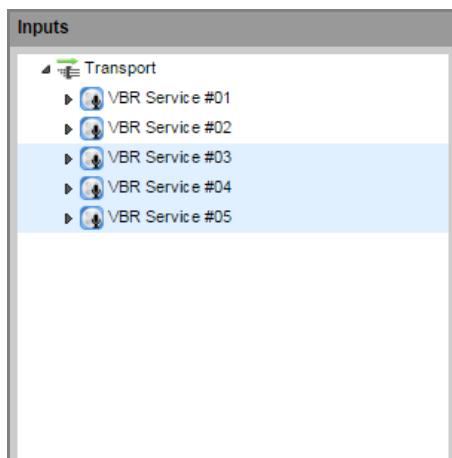 Inputs
Transport
VBR Service #01
VBR Service #02
VBR Service #03
VBR Service #04
VBR Service #05